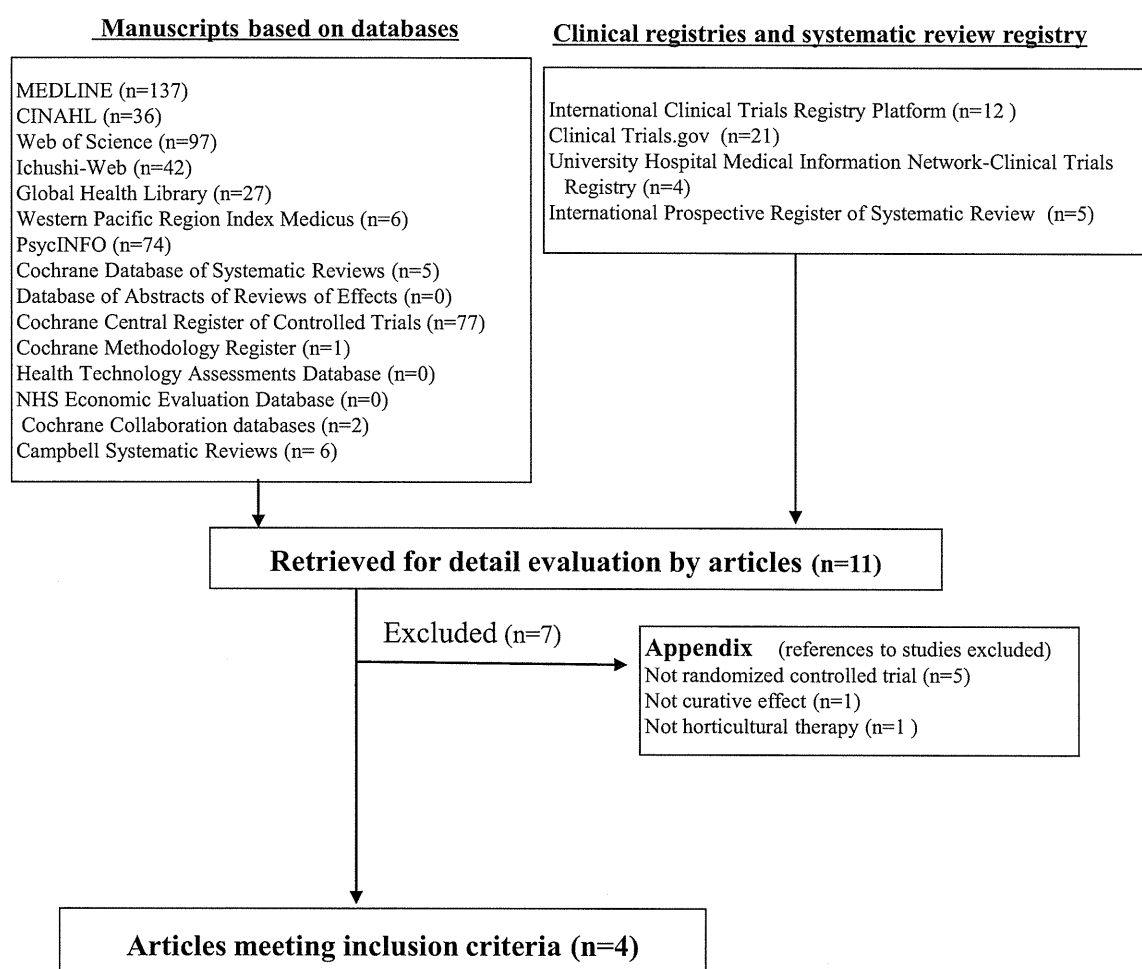 Manuscripts based on databases
MEDLINE (n=137)
CINAHL (n=36)
Web of Science (n=97)
Ichushi-Web (n=42)
Global Health Library (n=27)
Western Pacific Region Index Medicus (n=6)
PsycINFO (n=74)
Cochrane Database of Systematic Reviews (n=5)
Database of Abstracts of Reviews of Effects (n=0)
Cochrane Central Register of Controlled Trials (n=77)
Cochrane Methodology Register (n=1)
Health Technology Assessments Database (n=0)
NHS Economic Evaluation Database (n=0)
Cochrane Collaboration databases (n=2)
Campbell Systematic Reviews (n= 6)
Clinical registries and systematic review registry
International Clinical Trials Registry Platform (n=12 )
Clinical Trials.gov (n=21)
University Hospital Medical Information Network-Clinical Trials
Registry (n=4)
International Prospective Register of Systematic Review (n=5)
Retrieved for detail evaluation by articles (n=11)
Excluded (n=7)
Appendix (references to studies excluded)
Not randomized controlled trial (n=5)
Not curative effect (n=1)
Not horticultural therapy (n=1 )
Articles meeting inclusion criteria (n=4)